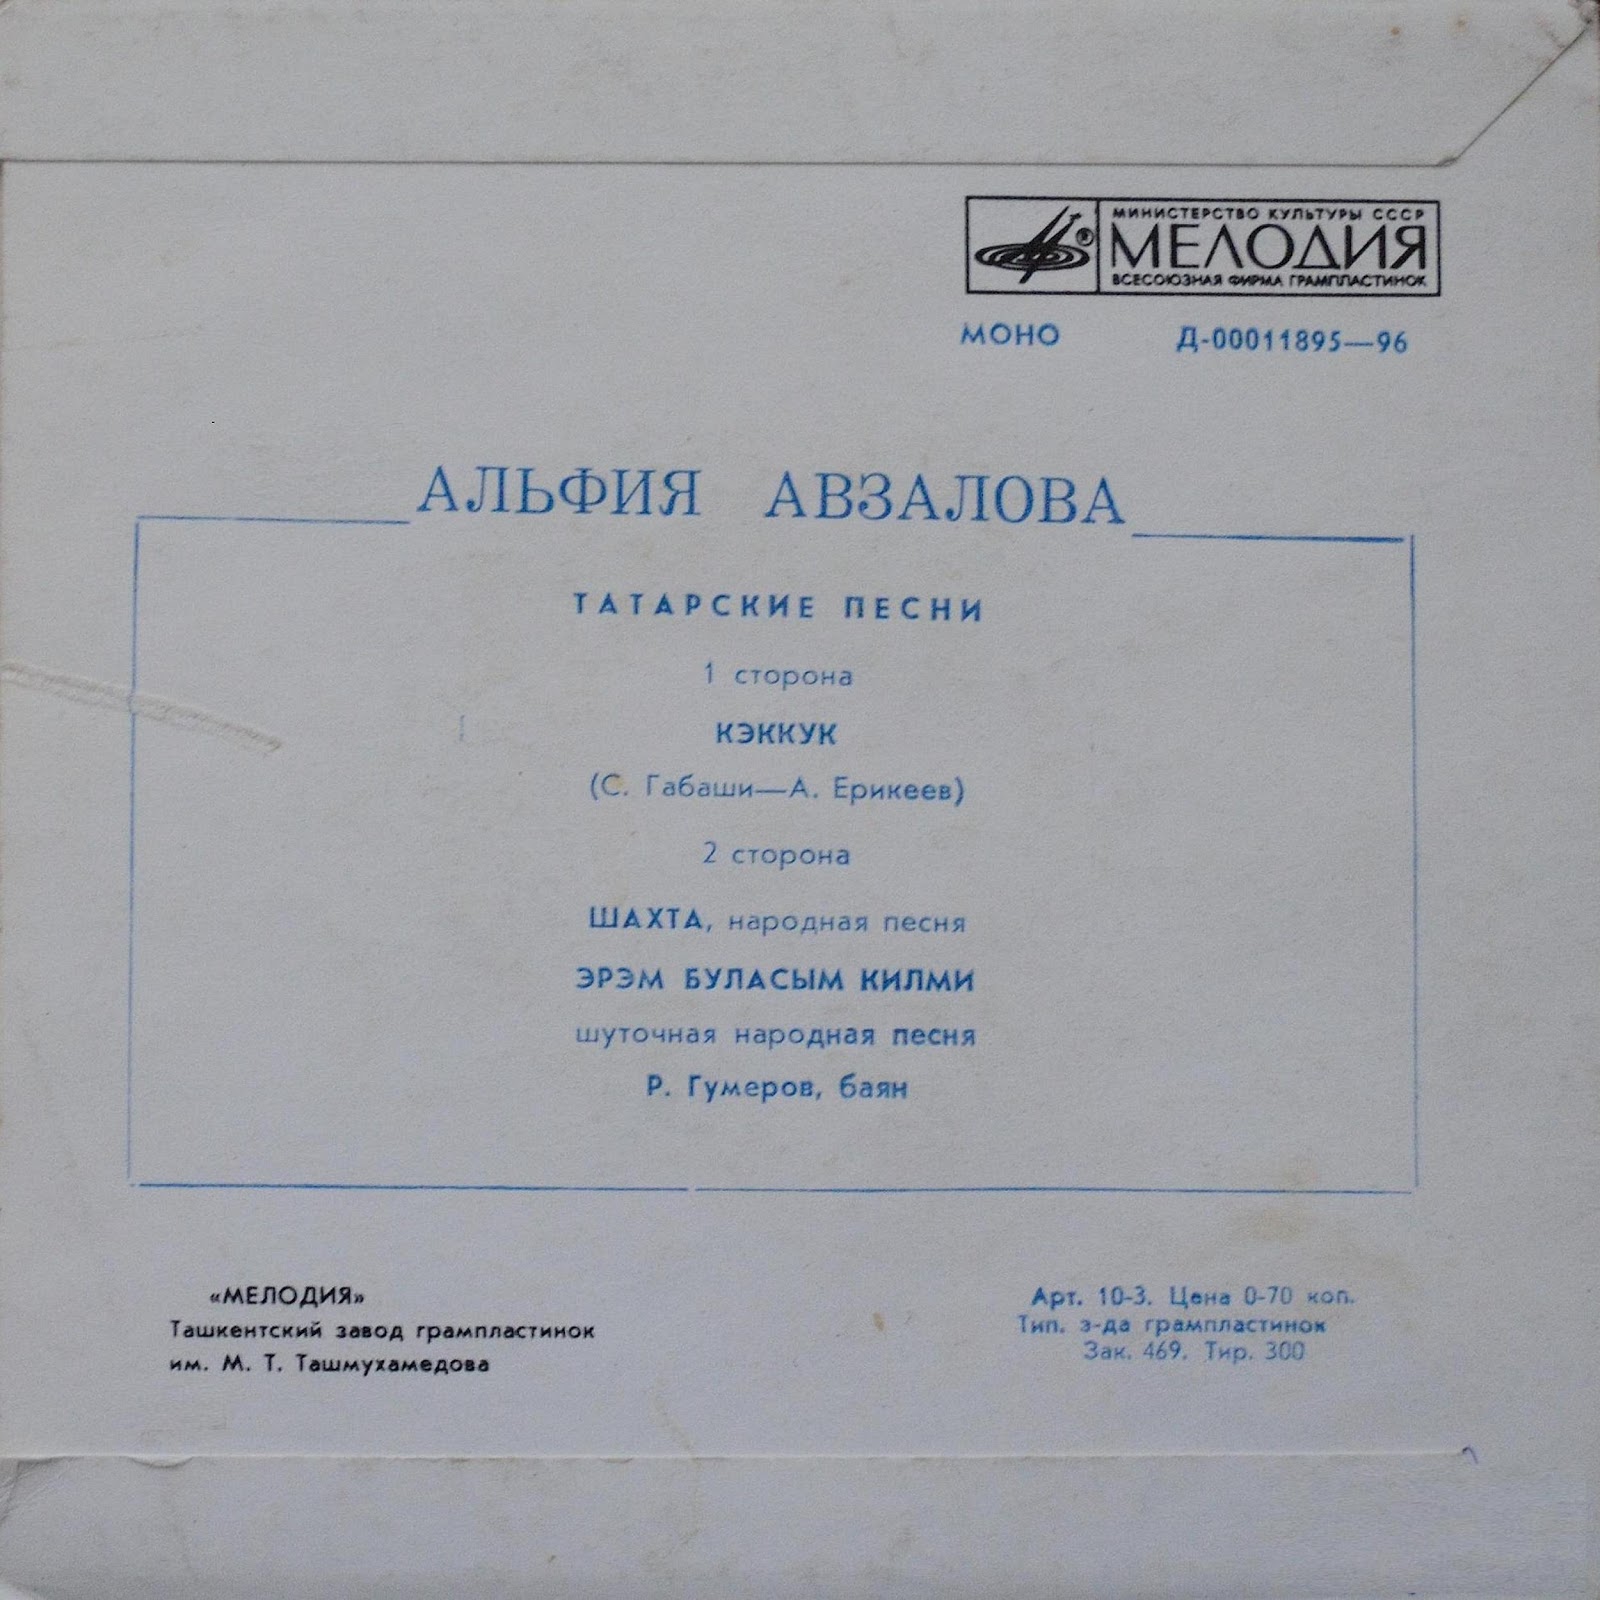 МИНИСТЕРСТВО КУЛЬТУРЫ СССР
МЕЛОДИЯ
ВСЕСОЮЗНАЯ ФИРМА ГРАМПЛАСТИНОК
МОНО Д-00011895—96
АЛЬФИЯ АВЗАЛОВА
ТАТАРСКИЕ ПЕСНИ
1 сторона
КЭККУК
(С. Габаши—А. Ерикеев)
2 сторона
ШАХТА, народная песня
ЭРЭМ БУЛАСЫМ КИЛМИ
шуточная народная песня
Р. Гумеров, баян
«МЕЛОДИЯ»
Ташкентский завод грампластинок
им. М. Т. Ташмухамедова
Арт. 10-3. Цена 0-70 коп.
Тип. з-да грампластинок
Зак. 469. Тир. 300